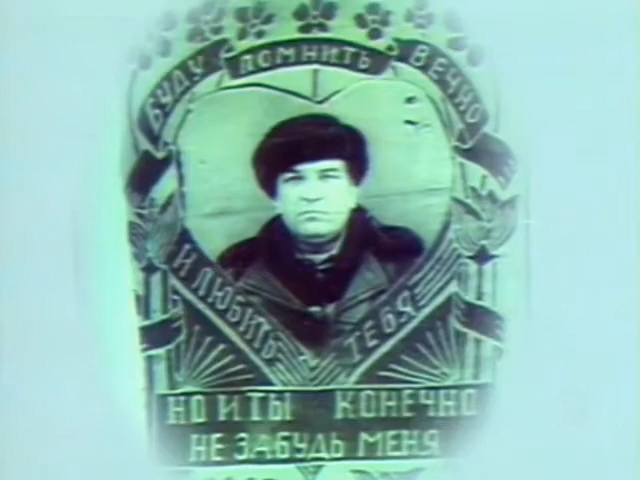 БУДУ ПОМНИТЬ ВЕЧНО
И ЛЮБИТЬ ТЕБЯ
НО И ТЫ КОНЕЧНО
НЕ ЗАБУДЬ МЕНЯ